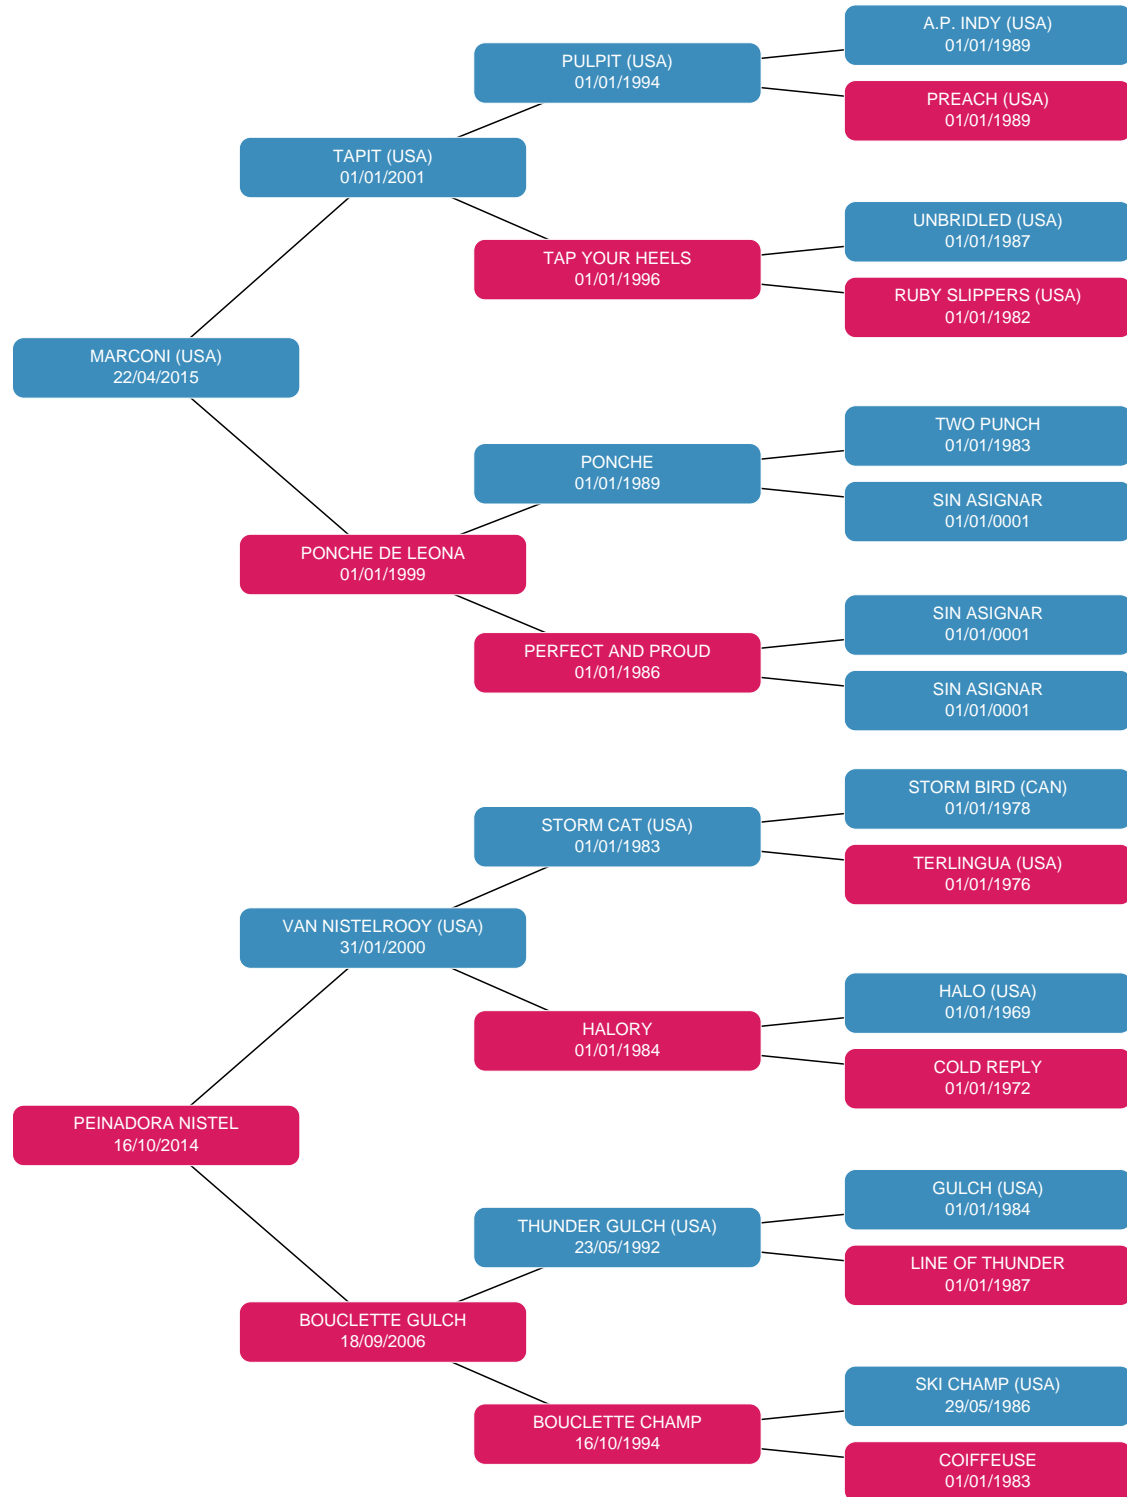 A.P. INDY (USA)
01/01/1989
PULPIT (USA)
01/01/1994
PREACH (USA)
01/01/1989
TAPIT (USA)
01/01/2001
UNBRIDLED (USA)
01/01/1987
TAP YOUR HEELS
01/01/1996
RUBY SLIPPERS (USA)
01/01/1982
MARCONI (USA)
22/04/2015
TWO PUNCH
01/01/1983
PONCHE
01/01/1989
SIN ASIGNAR
01/01/0001
PONCHE DE LEONA
01/01/1999
SIN ASIGNAR
01/01/0001
PERFECT AND PROUD
01/01/1986
SIN ASIGNAR
01/01/0001
STORM BIRD (CAN)
01/01/1978
STORM CAT (USA)
01/01/1983
TERLINGUA (USA)
01/01/1976
VAN NISTELROOY (USA)
31/01/2000
HALO (USA)
01/01/1969
HALORY
01/01/1984
COLD REPLY
01/01/1972
PEINADORA NISTEL
16/10/2014
GULCH (USA)
01/01/1984
THUNDER GULCH (USA)
23/05/1992
LINE OF THUNDER
01/01/1987
BOUCLETTE GULCH
18/09/2006
SKI CHAMP (USA)
29/05/1986
BOUCLETTE CHAMP
16/10/1994
COIFFEUSE
01/01/1983